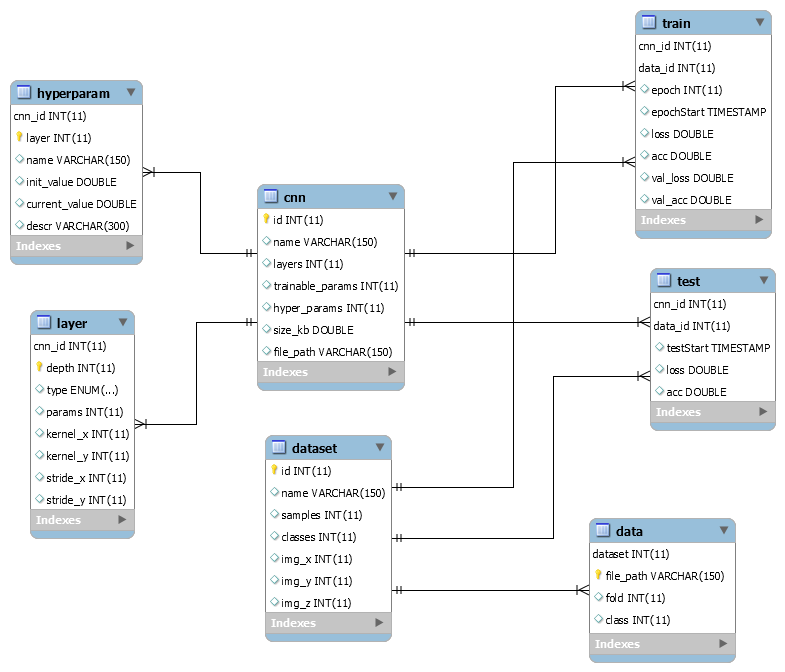 train
cnn_id INT(11)
data_id INT(11)
epoch INT(11)
epochStart TIMESTAMP
loss DOUBLE
acc DOUBLE
val_loss DOUBLE
val_acc DOUBLE
Indexes
hyperparam
cnn_id INT(11)
layer INT(11)
name VARCHAR(150)
init_value DOUBLE
current_value DOUBLE
descr VARCHAR(300)
Indexes
cnn
id INT(11)
name VARCHAR(150)
layers INT(11)
trainable_params INT(11)
hyper_params INT(11)
size_kb DOUBLE
file_path VARCHAR(150)
Indexes
test
cnn_id INT(11)
data_id INT(11)
testStart TIMESTAMP
loss DOUBLE
acc DOUBLE
Indexes
layer
cnn_id INT(11)
depth INT(11)
type ENUM(...)
params INT(11)
kernel_x INT(11)
kernel_y INT(11)
stride_x INT(11)
stride_y INT(11)
Indexes
dataset
id INT(11)
name VARCHAR(150)
samples INT(11)
classes INT(11)
img_x INT(11)
img_y INT(11)
img_z INT(11)
Indexes
data
dataset INT(11)
file_path VARCHAR(150)
fold INT(11)
class INT(11)
Indexes